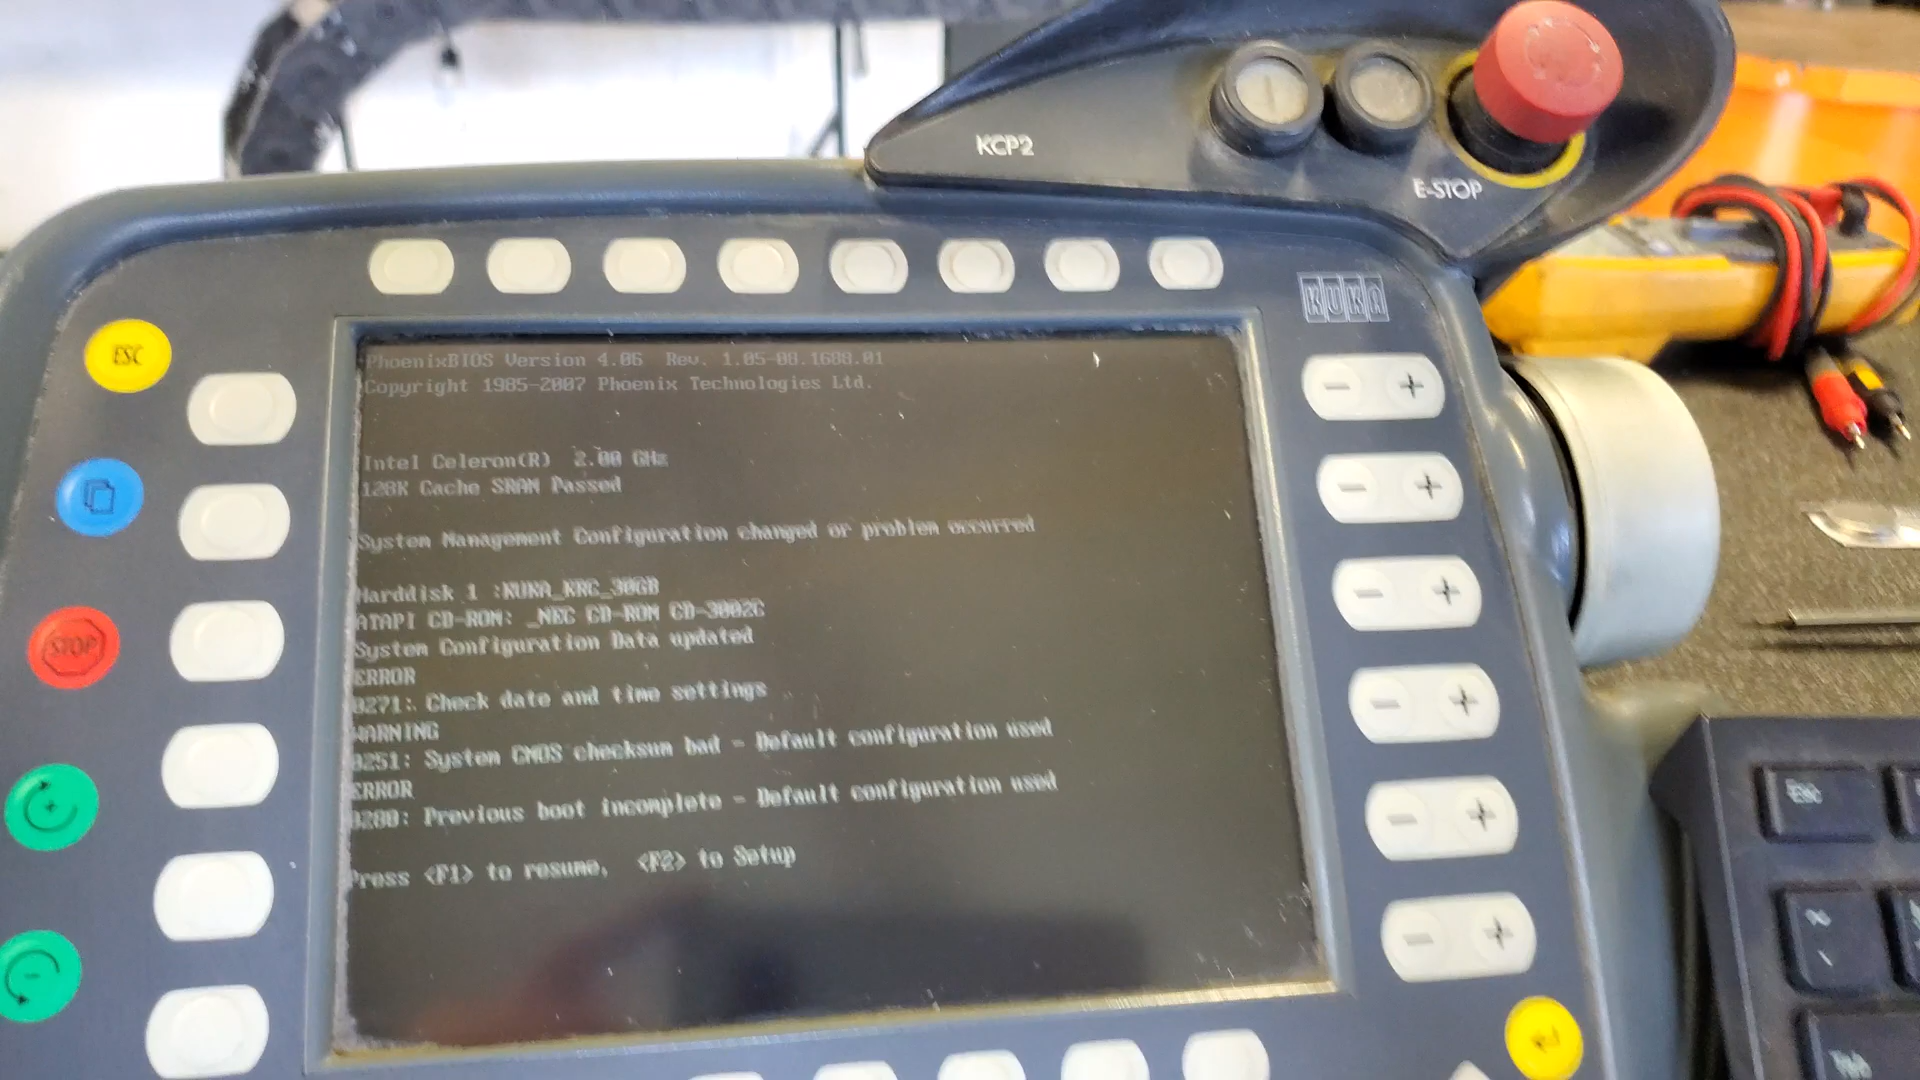 KCP2
E-STOP
KUKA
ESC
STOP
PhoenixBIOS Version 4.06 Rev. 1.05-08.1688.01
Copyright 1985-2007 Phoenix Technologies Ltd.
Intel Celeron(R) 2.00 GHz
128K Cache SRAM Passed
System Management Configuration changed or problem occurred
Harddisk 1 :KUKA_KRC_30GB
ATAPI CD-ROM: _NEC CD-ROM CD-3002C
System Configuration Data updated
ERROR
0271: Check date and time settings
WARNING
0251: System CMOS checksum bad - Default configuration used
ERROR
0280: Previous boot incomplete - Default configuration used
Press <F1> to resume, <F2> to Setup
Esc
Tab